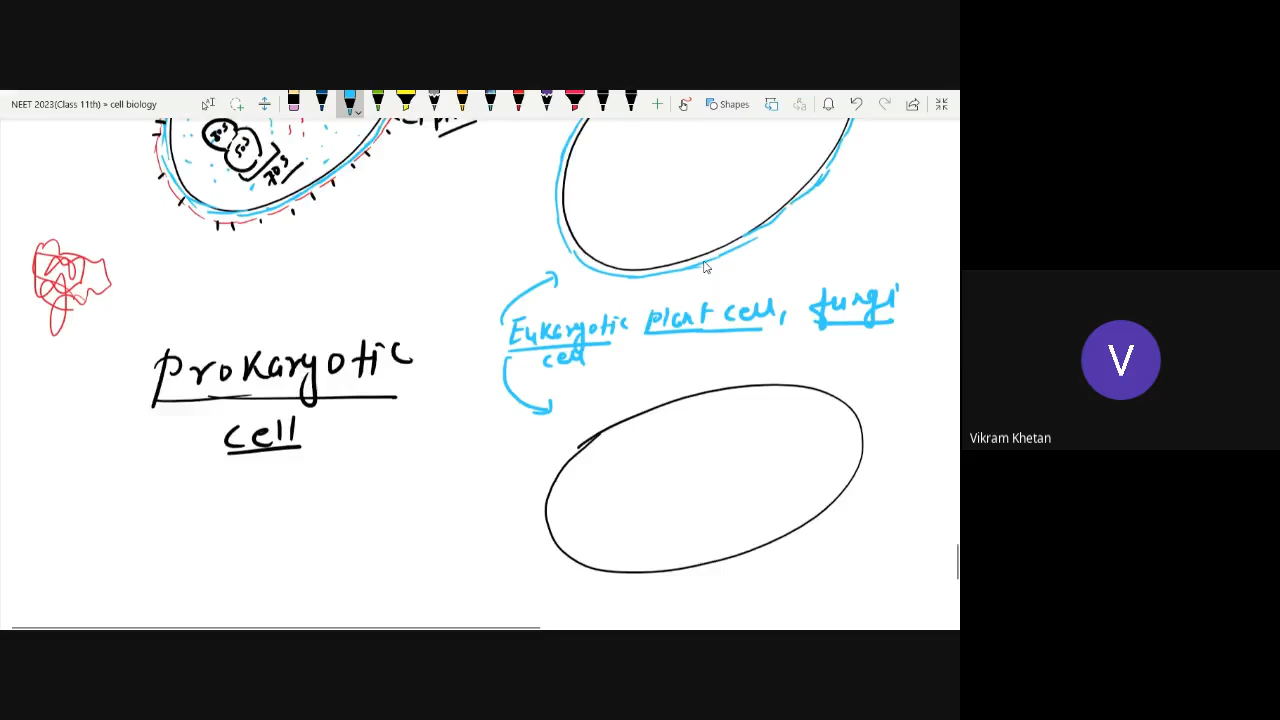 NEET 2023(Class 11th) » cell biology
Shapes
Eukaryotic plant cell, fungi
cell
Prokaryotic
cell
V
Vikram Khetan